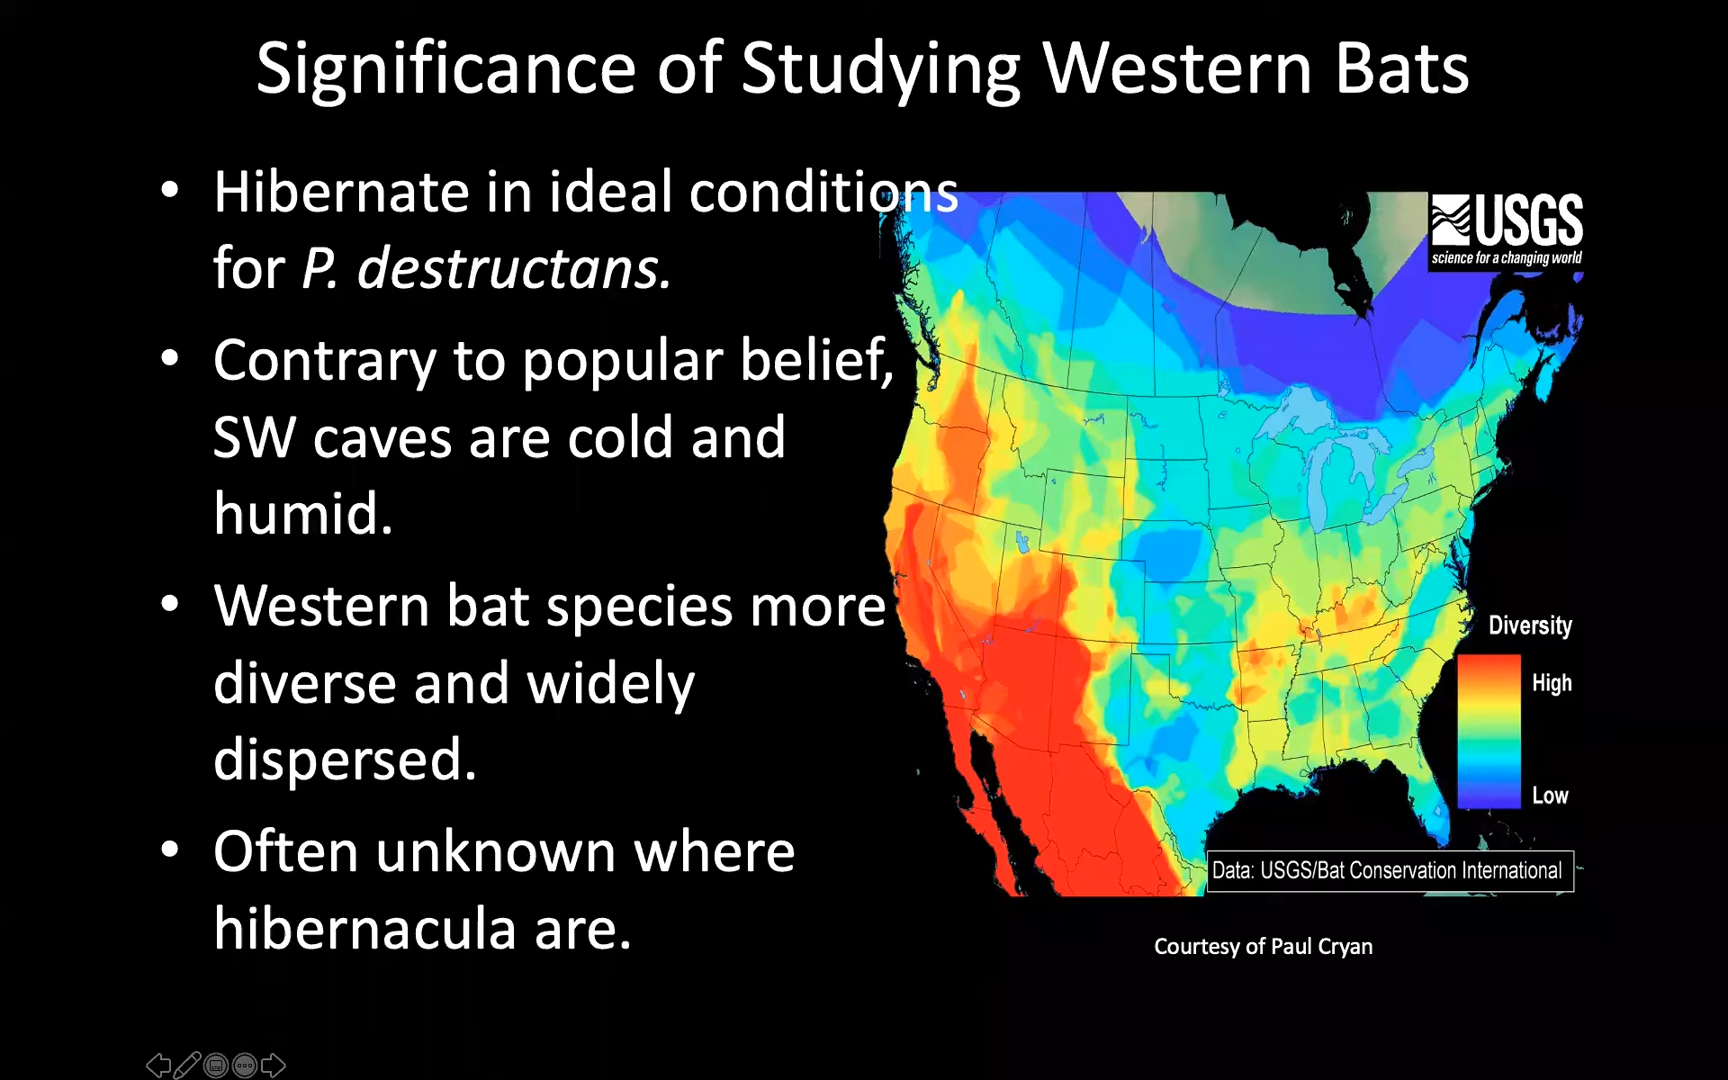 Significance of Studying Western Bats
• Hibernate in ideal conditions
for P. destructans.
• Contrary to popular belief,
SW caves are cold and
humid.
• Western bat species more
diverse and widely
dispersed.
• Often unknown where
hibernacula are.
USGS
science for a changing world
Diversity
High
Low
Data: USGS/Bat Conservation International
Courtesy of Paul Cryan